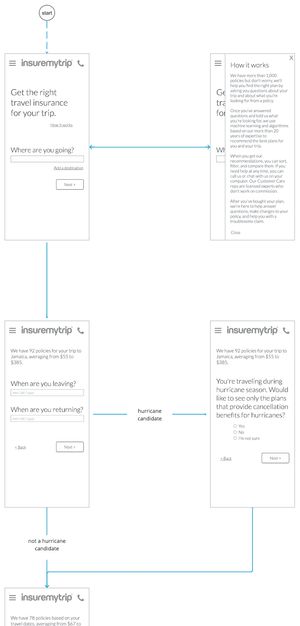 start
insuremytrip
Get the right
travel insurance
for your trip.
How it works
Where are you going?
Add a destination
Next >
X
How it works
We have more than 1,000
policies but don't worry, we'll
help you find the right plan by
asking you questions about your
trip and about what you're
looking for from a policy.
Once you've answered
questions and told us what
you're looking for, we use
machine learning and algorithms
based on our more than 20
years of expertise to
recommend the best plans for
you and your trip.
When you get our
recommendations, you can sort,
filter, and compare them. If you
need help at any time, you can
call us or chat with us on your
computer. Our Customer Care
reps are licensed experts who
don't work on commission.
After you've bought your plan,
we're here to help answer
questions, make changes to your
policy, and help you with a
troublesome claim.
Close
insuremytrip
We have 92 policies for your trip to
Jamaica, averaging from $55 to
$385.
When are you leaving?
When are you returning?
< Back
Next >
hurricane
candidate
insuremytrip
We have 92 policies for your trip to
Jamaica, averaging from $55 to
$385.
You're traveling during
hurricane season. Would
like to see only the plans
that provide cancellation
benefits for hurricanes?
Yes
No
I'm not sure
< Back
Next >
not a hurricane
candidate
insuremytrip
We have 78 policies based on your
travel dates, averaging from $67 to